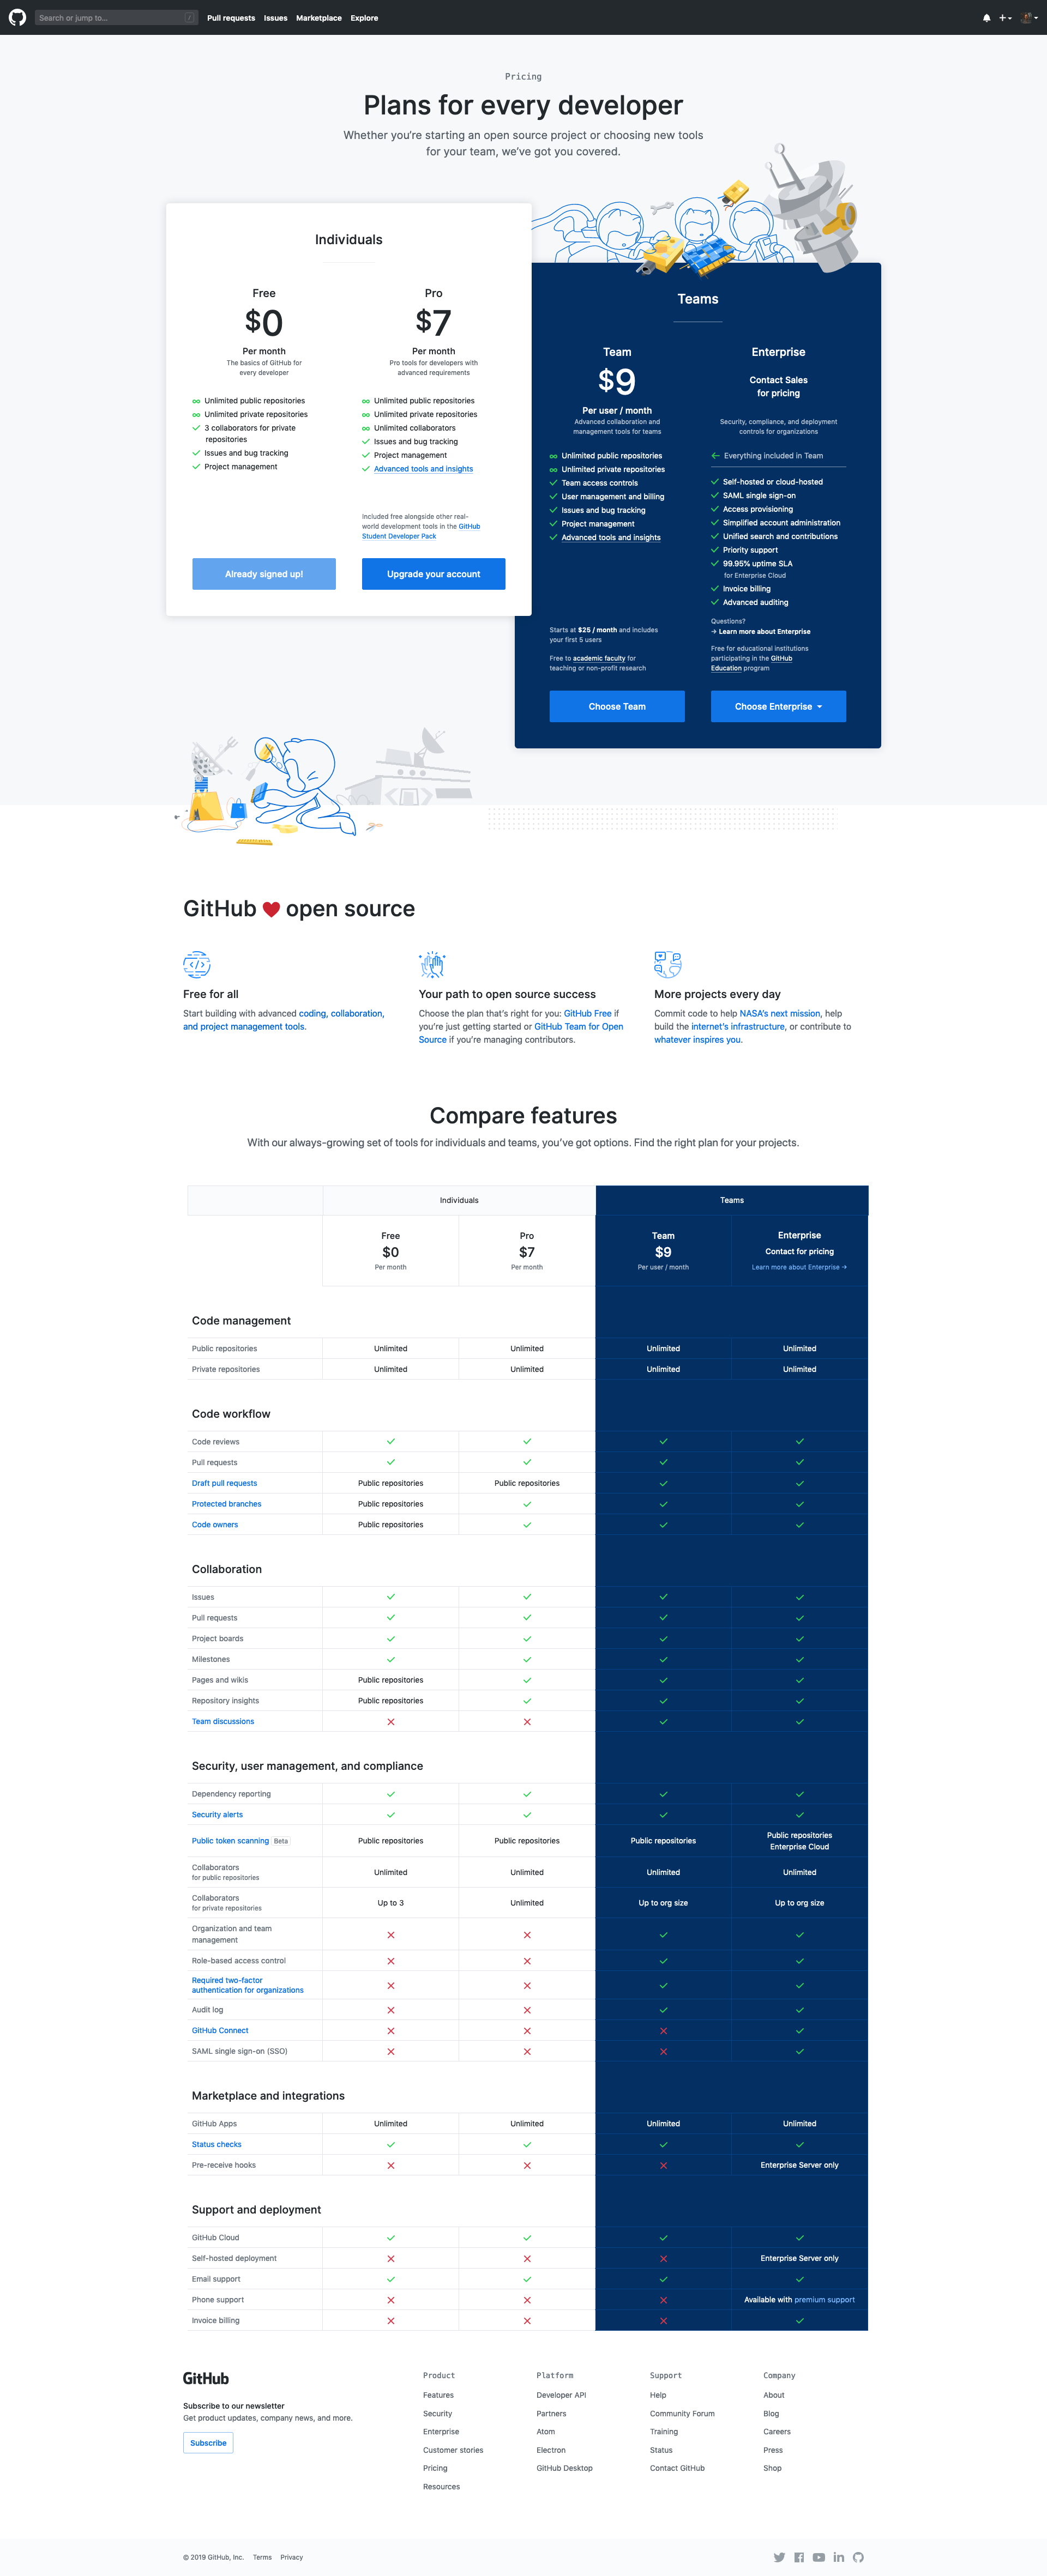 Search or jump to...
/
Pull requests Issues Marketplace Explore
Pricing
Plans for every developer
Whether you're starting an open source project or choosing new tools
for your team, we've got you covered.
Individuals
Free
$0
Per month
The basics of GitHub for
every developer
Unlimited public repositories
Unlimited private repositories
3 collaborators for private
repositories
Issues and bug tracking
Project management
Already signed up!
Pro
$7
Per month
Pro tools for developers with
advanced requirements
Unlimited public repositories
Unlimited private repositories
Unlimited collaborators
Issues and bug tracking
Project management
Advanced tools and insights
Included free alongside other real-
world development tools in the GitHub
Student Developer Pack
Upgrade your account
Teams
Team
$9
Per user / month
Advanced collaboration and
management tools for teams
Unlimited public repositories
Unlimited private repositories
Team access controls
User management and billing
Issues and bug tracking
Project management
Advanced tools and insights
Starts at $25 / month and includes
your first 5 users
Free to academic faculty for
teaching or non-profit research
Choose Team
Enterprise
Contact Sales
for pricing
Security, compliance, and deployment
controls for organizations
← Everything included in Team
Self-hosted or cloud-hosted
SAML single sign-on
Access provisioning
Simplified account administration
Unified search and contributions
Priority support
99.95% uptime SLA
for Enterprise Cloud
Invoice billing
Advanced auditing
Questions?
→ Learn more about Enterprise
Free for educational institutions
participating in the GitHub
Education program
Choose Enterprise
GitHub ♥ open source
Free for all
Start building with advanced coding, collaboration,
and project management tools.
Your path to open source success
Choose the plan that's right for you: GitHub Free if
you're just getting started or GitHub Team for Open
Source if you're managing contributors.
More projects every day
Commit code to help NASA's next mission, help
build the internet's infrastructure, or contribute to
whatever inspires you.
Compare features
With our always-growing set of tools for individuals and teams, you've got options. Find the right plan for your projects.
Individuals Teams
Free Pro Team Enterprise
$0 $7 $9 Contact for pricing
Per month Per month Per user / month Learn more about Enterprise →
Code management
Public repositories Unlimited Unlimited Unlimited Unlimited
Private repositories Unlimited Unlimited Unlimited Unlimited
Code workflow
Code reviews ✓ ✓ ✓ ✓
Pull requests ✓ ✓ ✓ ✓
Draft pull requests Public repositories Public repositories ✓ ✓
Protected branches Public repositories ✓ ✓ ✓
Code owners Public repositories ✓ ✓ ✓
Collaboration
Issues ✓ ✓ ✓ ✓
Pull requests ✓ ✓ ✓ ✓
Project boards ✓ ✓ ✓ ✓
Milestones ✓ ✓ ✓ ✓
Pages and wikis Public repositories ✓ ✓ ✓
Repository insights Public repositories ✓ ✓ ✓
Team discussions ✗ ✗ ✓ ✓
Security, user management, and compliance
Dependency reporting ✓ ✓ ✓ ✓
Security alerts ✓ ✓ ✓ ✓
Public token scanning Beta Public repositories Public repositories Public repositories Public repositories
Enterprise Cloud
Collaborators
for public repositories Unlimited Unlimited Unlimited Unlimited
Collaborators
for private repositories Up to 3 Unlimited Up to org size Up to org size
Organization and team
management ✗ ✗ ✓ ✓
Role-based access control ✗ ✗ ✓ ✓
Required two-factor
authentication for organizations ✗ ✗ ✓ ✓
Audit log ✗ ✗ ✓ ✓
GitHub Connect ✗ ✗ ✗ ✓
SAML single sign-on (SSO) ✗ ✗ ✗ ✓
Marketplace and integrations
GitHub Apps Unlimited Unlimited Unlimited Unlimited
Status checks ✓ ✓ ✓ ✓
Pre-receive hooks ✗ ✗ ✗ Enterprise Server only
Support and deployment
GitHub Cloud ✓ ✓ ✓ ✓
Self-hosted deployment ✗ ✗ ✗ Enterprise Server only
Email support ✓ ✓ ✓ ✓
Phone support ✗ ✗ ✗ Available with premium support
Invoice billing ✗ ✗ ✗ ✓
GitHub
Subscribe to our newsletter
Get product updates, company news, and more.
Subscribe
Product
Features
Security
Enterprise
Customer stories
Pricing
Resources
Platform
Developer API
Partners
Atom
Electron
GitHub Desktop
Support
Help
Community Forum
Training
Status
Contact GitHub
Company
About
Blog
Careers
Press
Shop
© 2019 GitHub, Inc. Terms Privacy